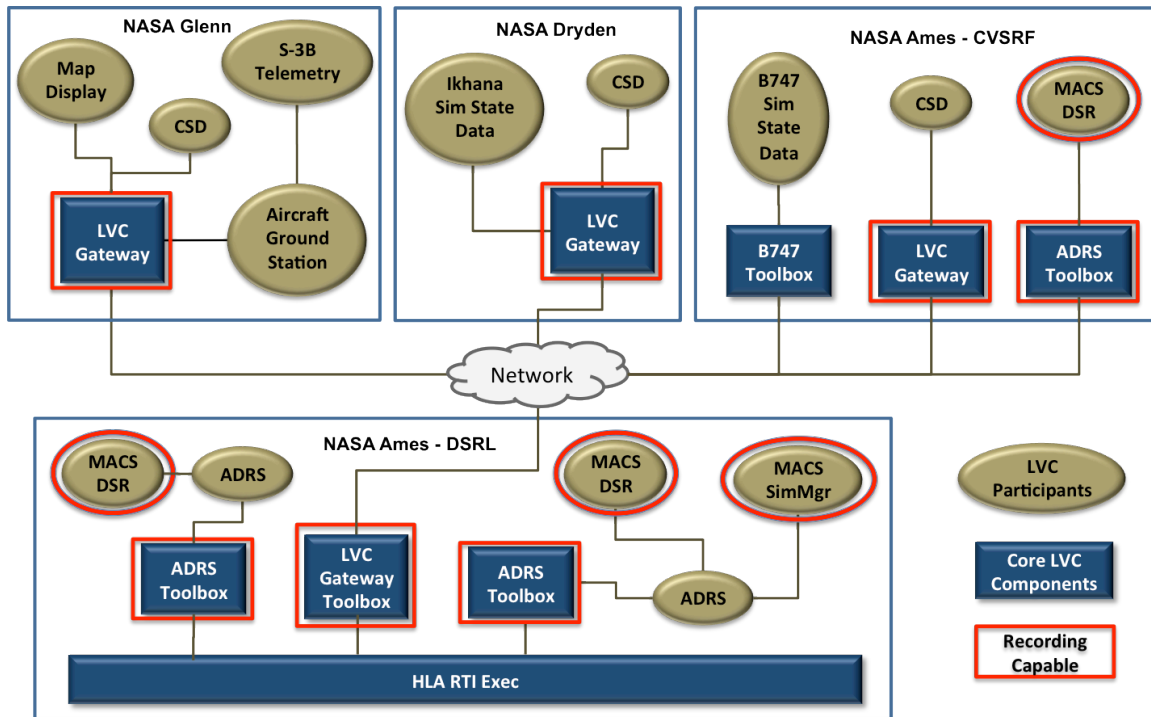 NASA Glenn
Map
Display
S-3B
Telemetry
CSD
LVC
Gateway
Aircraft
Ground
Station
NASA Dryden
Ikhana
Sim State
Data
CSD
LVC
Gateway
NASA Ames - CVSRF
B747
Sim
State
Data
CSD
MACS
DSR
B747
Toolbox
LVC
Gateway
ADRS
Toolbox
Network
NASA Ames - DSRL
MACS
DSR
ADRS
MACS
DSR
MACS
SimMgr
ADRS
Toolbox
LVC
Gateway
Toolbox
ADRS
Toolbox
ADRS
HLA RTI Exec
LVC
Participants
Core LVC
Components
Recording
Capable